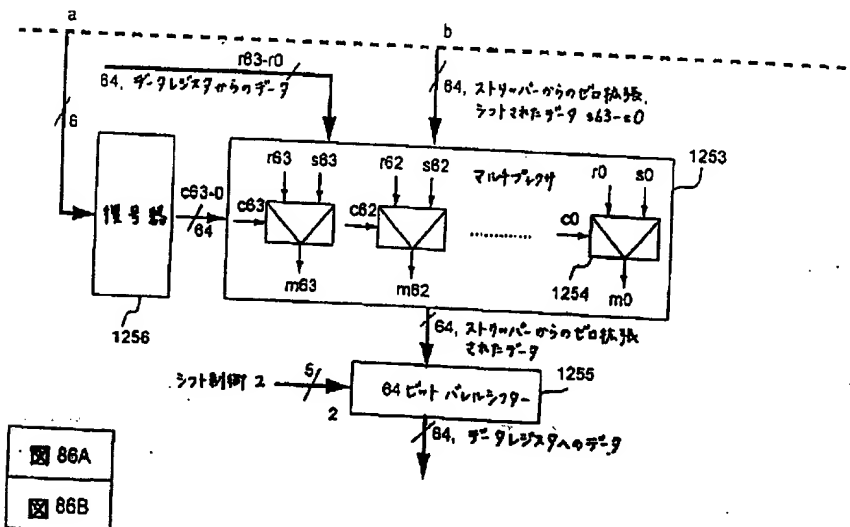 a
b
r63-r0
64, データレジスタからのデータ
64, ストリッパーからのゼロ拡張,
シフトされたデータ s63-s0
6
r63 s63
r62 s62
マルチプレクサ
r0 s0
1253
復号器
c63-0
64
c63
c62
c0
1254
m63
m62
m0
1256
64, ストリッパーからのゼロ拡張
されたデータ
シフト制御 2
5
2
64 ビット バレルシフター
1255
64, データレジスタへのデータ
図 86A
図 86B